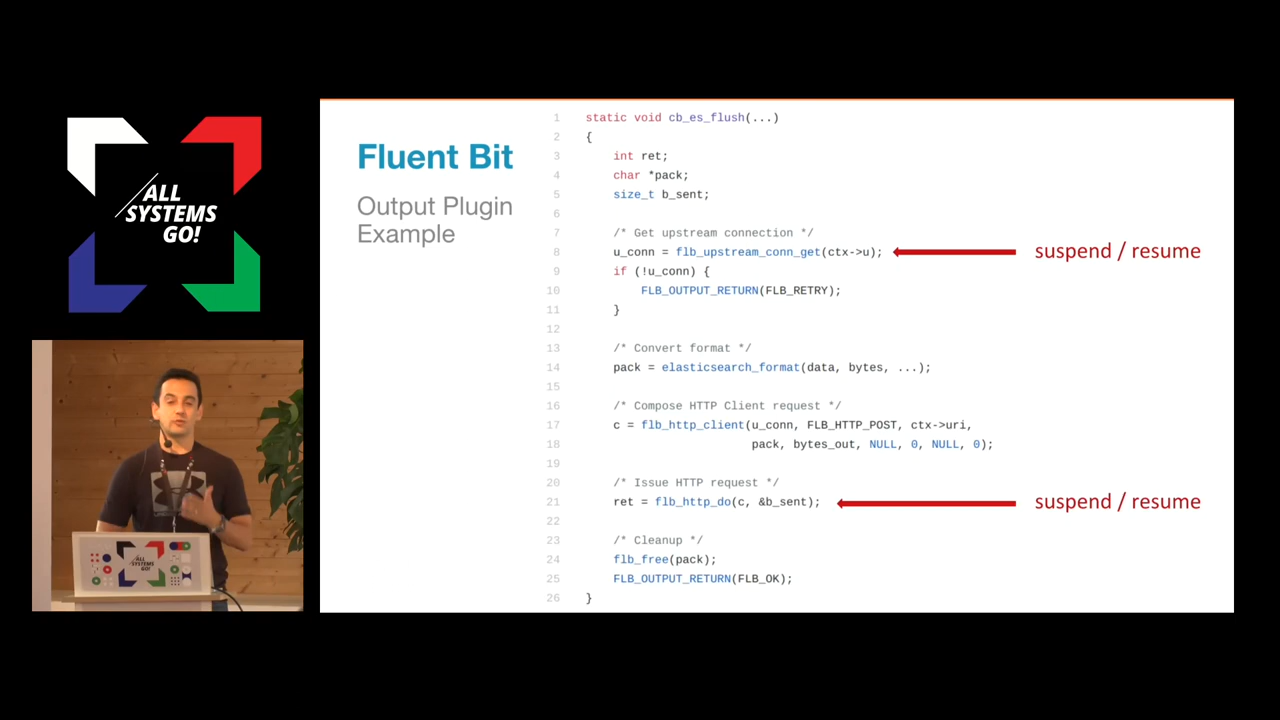 ALL
SYSTEMS
GO!
Fluent Bit
Output Plugin
Example
1 static void cb_es_flush(...)
2 {
3     int ret;
4     char *pack;
5     size_t b_sent;
6
7     /* Get upstream connection */
8     u_conn = flb_upstream_conn_get(ctx->u);
suspend / resume
9     if (!u_conn) {
10         FLB_OUTPUT_RETURN(FLB_RETRY);
11     }
12
13     /* Convert format */
14     pack = elasticsearch_format(data, bytes, ...);
15
16     /* Compose HTTP Client request */
17     c = flb_http_client(u_conn, FLB_HTTP_POST, ctx->uri,
18                         pack, bytes_out, NULL, 0, NULL, 0);
19
20     /* Issue HTTP request */
21     ret = flb_http_do(c, &b_sent);
suspend / resume
22
23     /* Cleanup */
24     flb_free(pack);
25     FLB_OUTPUT_RETURN(FLB_OK);
26 }
ALL
SYSTEMS
GO!